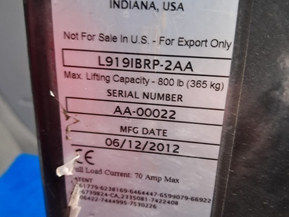 INDIANA, USA
Not For Sale in U.S. - For Export Only
L919IBRP-2AA
Max. Lifting Capacity - 800 lb (365 kg)
SERIAL NUMBER
AA-00022
MFG DATE
06/12/2012
CE
Full Load Current: 70 Amp Max